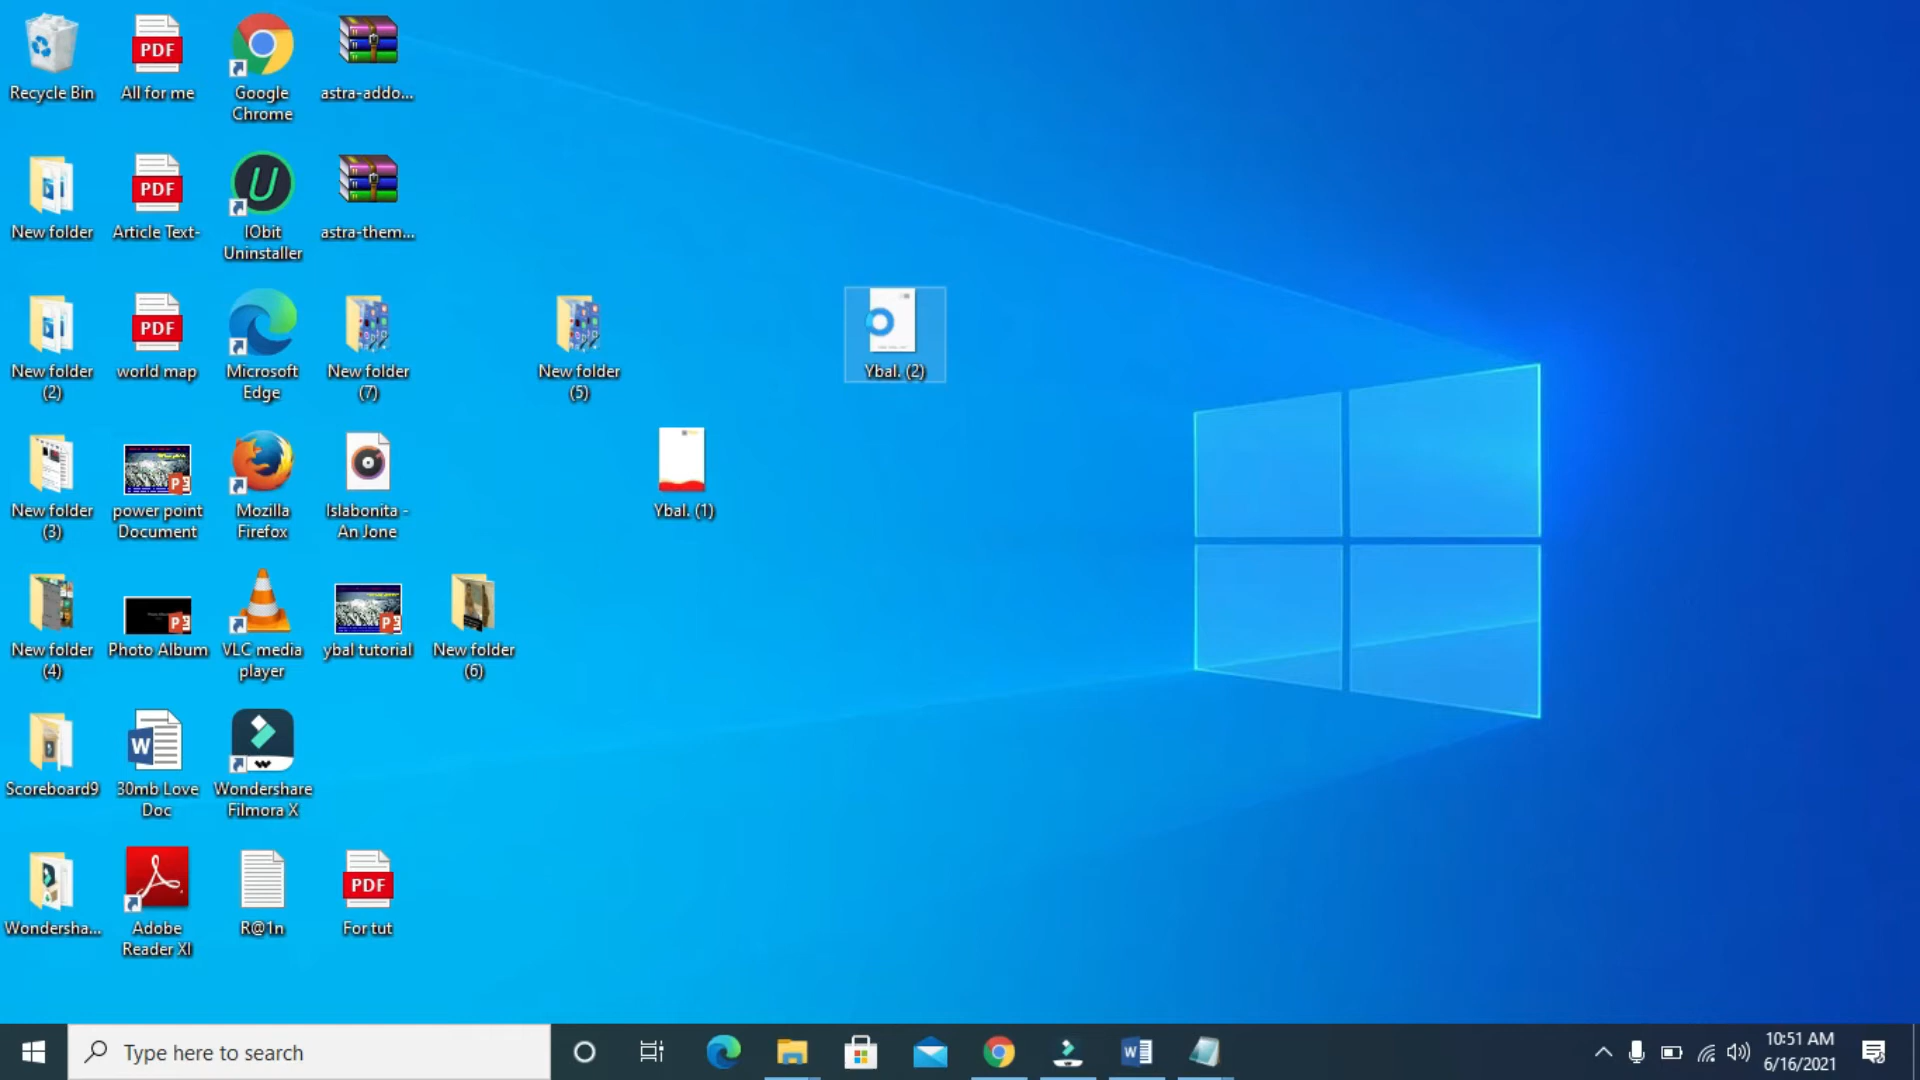 Recycle Bin
All for me
Google
Chrome
astra-addo...
New folder
Article Text-
IObit
Uninstaller
astra-them...
New folder
(2)
world map
Microsoft
Edge
New folder
(7)
New folder
(5)
Ybal. (2)
New folder
(3)
power point
Document
Mozilla
Firefox
Islabonita -
An Jone
Ybal. (1)
New folder
(4)
Photo Album
VLC media
player
ybal tutorial
New folder
(6)
Scoreboard9
30mb Love
Doc
Wondershare
Filmora X
Wondersha...
Adobe
Reader XI
R@1n
For tut
PDF
PDF
PDF
PDF
Type here to search
10:51 AM
6/16/2021